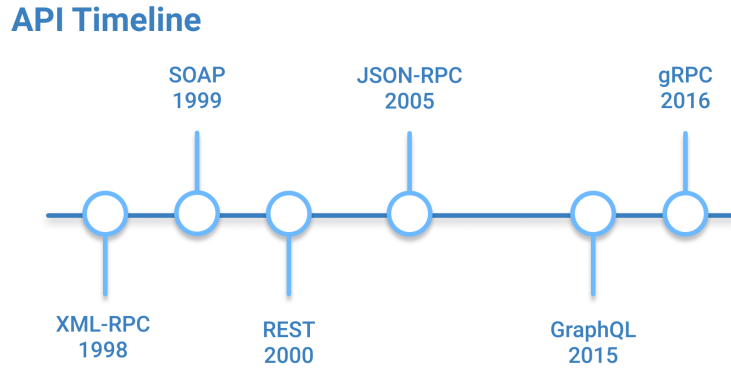 API Timeline
SOAP
1999
JSON-RPC
2005
gRPC
2016
XML-RPC
1998
REST
2000
GraphQL
2015